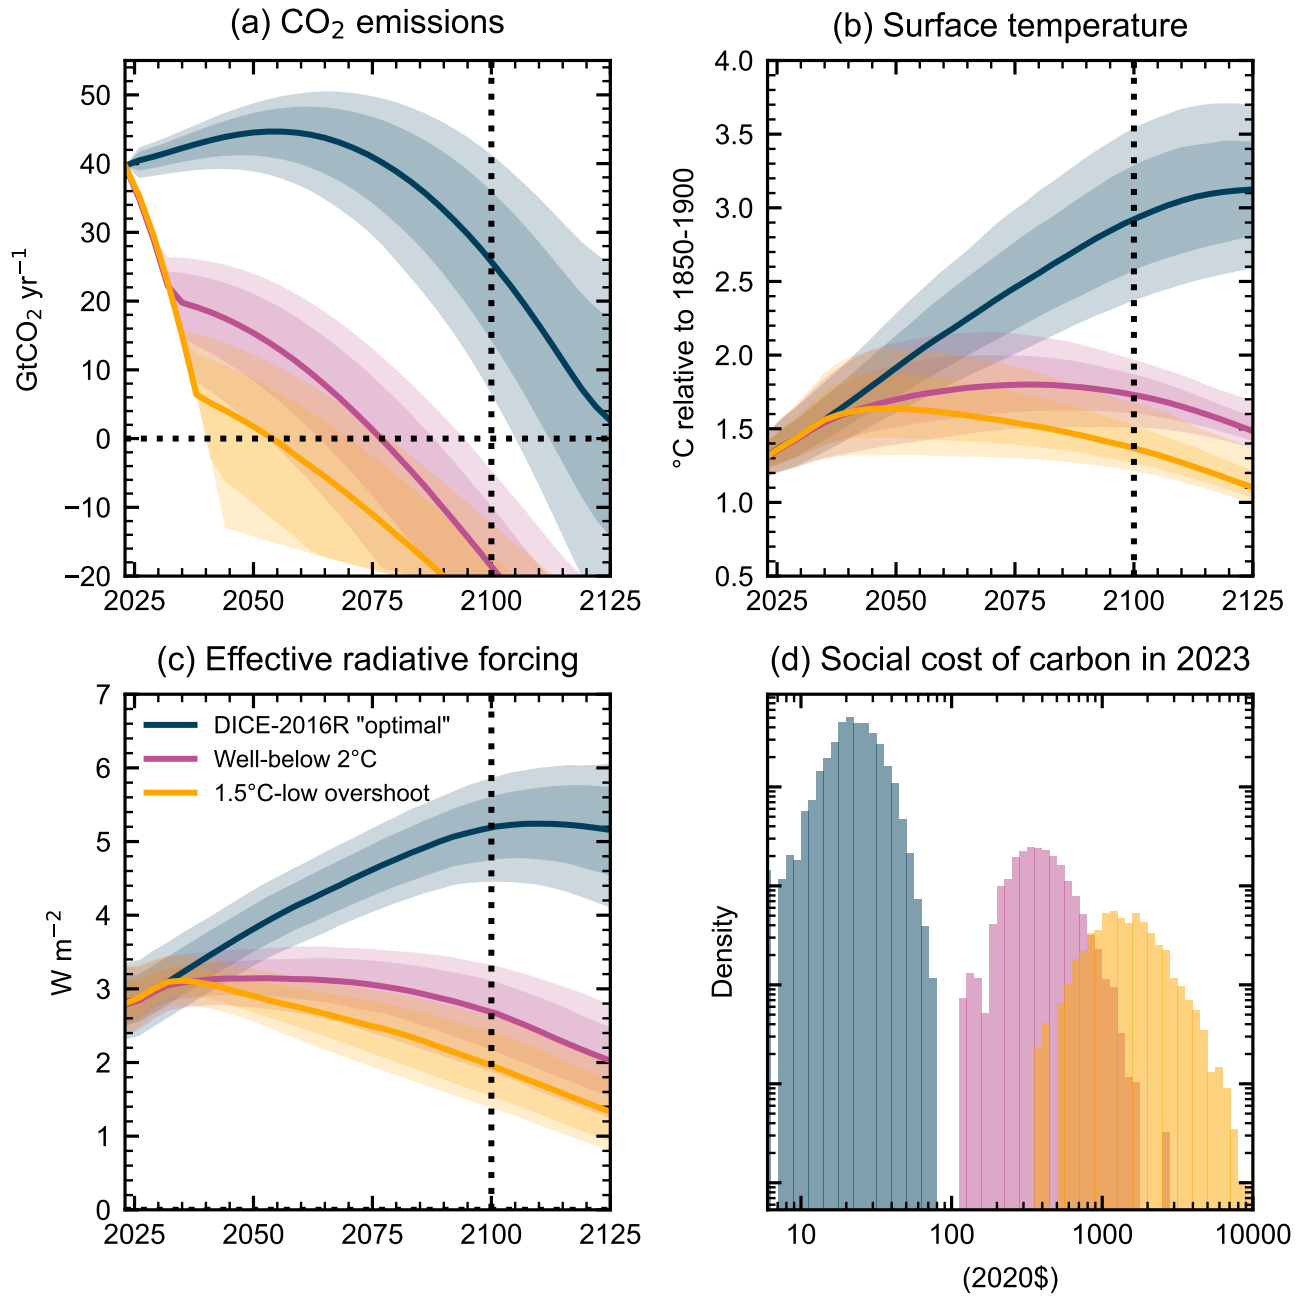 (a) CO₂ emissions
GtCO₂ yr⁻¹
50
40
30
20
10
0
−10
−20
2025 2050 2075 2100 2125
(b) Surface temperature
°C relative to 1850-1900
4.0
3.5
3.0
2.5
2.0
1.5
1.0
0.5
2025 2050 2075 2100 2125
(c) Effective radiative forcing
W m⁻²
7
6
5
4
3
2
1
0
DICE-2016R "optimal"
Well-below 2°C
1.5°C-low overshoot
2025 2050 2075 2100 2125
(d) Social cost of carbon in 2023
Density
10 100 1000 10000
(2020$)